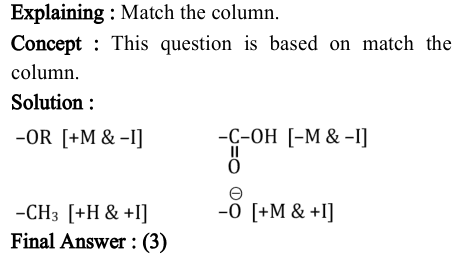 Explaining : Match the column.
Concept : This question is based on match the
column.
Solution :
–OR [+M & –I] –C–OH [–M & –I]
||
O
⊖
–CH₃ [+H & +I] –O [+M & +I]
Final Answer : (3)